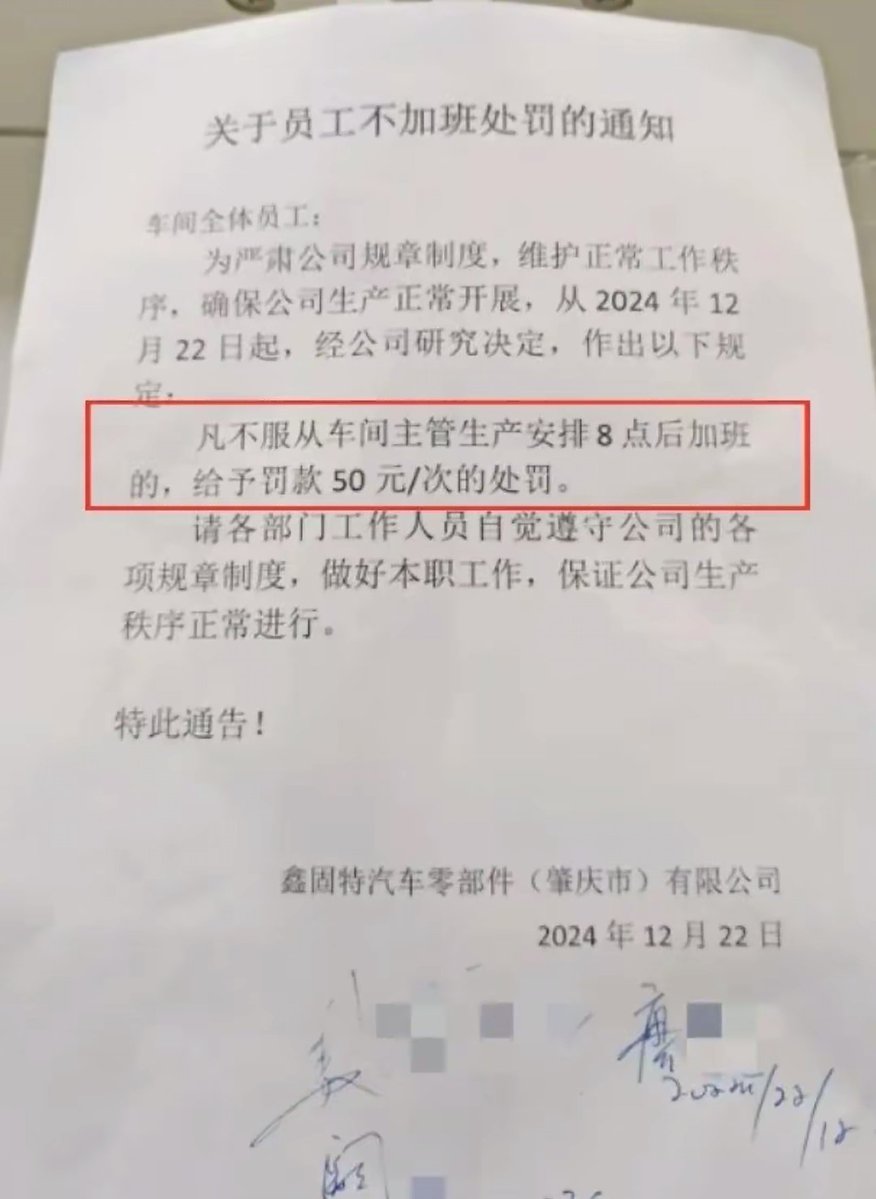 关于员工不加班处罚的通知
车间全体员工：
为严肃公司规章制度，维护正常工作秩
序，确保公司生产正常开展，从 2024 年 12
月 22 日起，经公司研究决定，作出以下规
定：
凡不服从车间主管生产安排 8 点后加班
的，给予罚款 50 元/次的处罚。
请各部门工作人员自觉遵守公司的各
项规章制度，做好本职工作，保证公司生产
秩序正常进行。
特此通告！
鑫固特汽车零部件（肇庆市）有限公司
2024 年 12 月 22 日